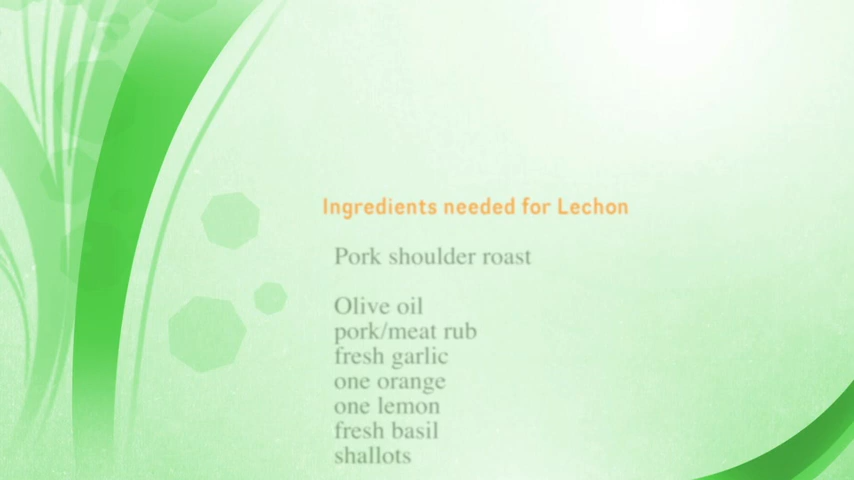 Ingredients needed for Lechon
Pork shoulder roast
Olive oil
pork/meat rub
fresh garlic
one orange
one lemon
fresh basil
shallots